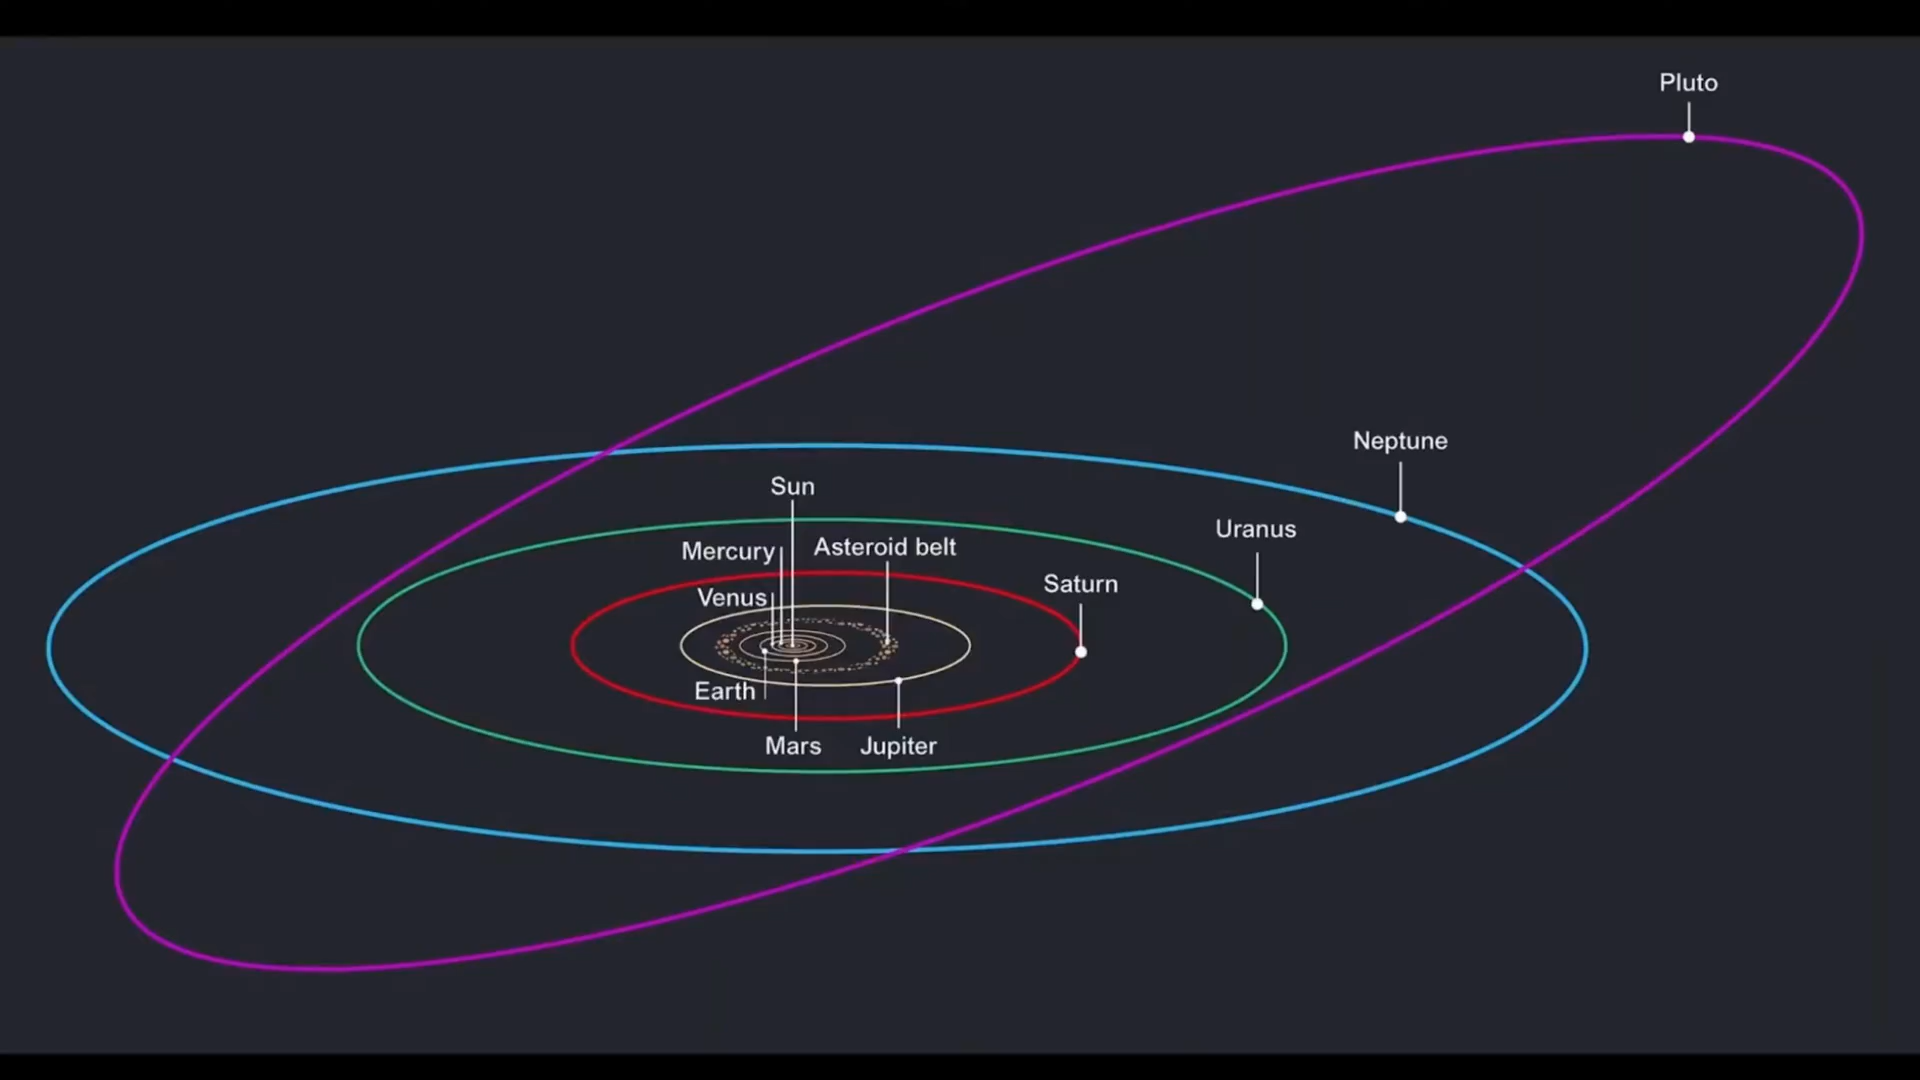 Pluto
Neptune
Sun
Uranus
Mercury
Asteroid belt
Saturn
Venus
Earth
Mars
Jupiter